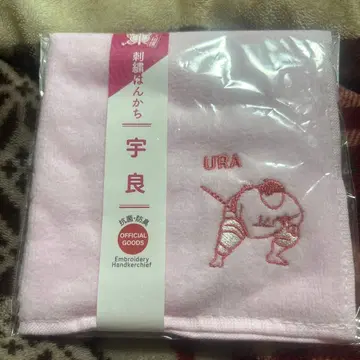 刺繍はんかち
宇良
抗菌・防臭
OFFICIAL
GOODS
Embroidery
Handkerchief
URA